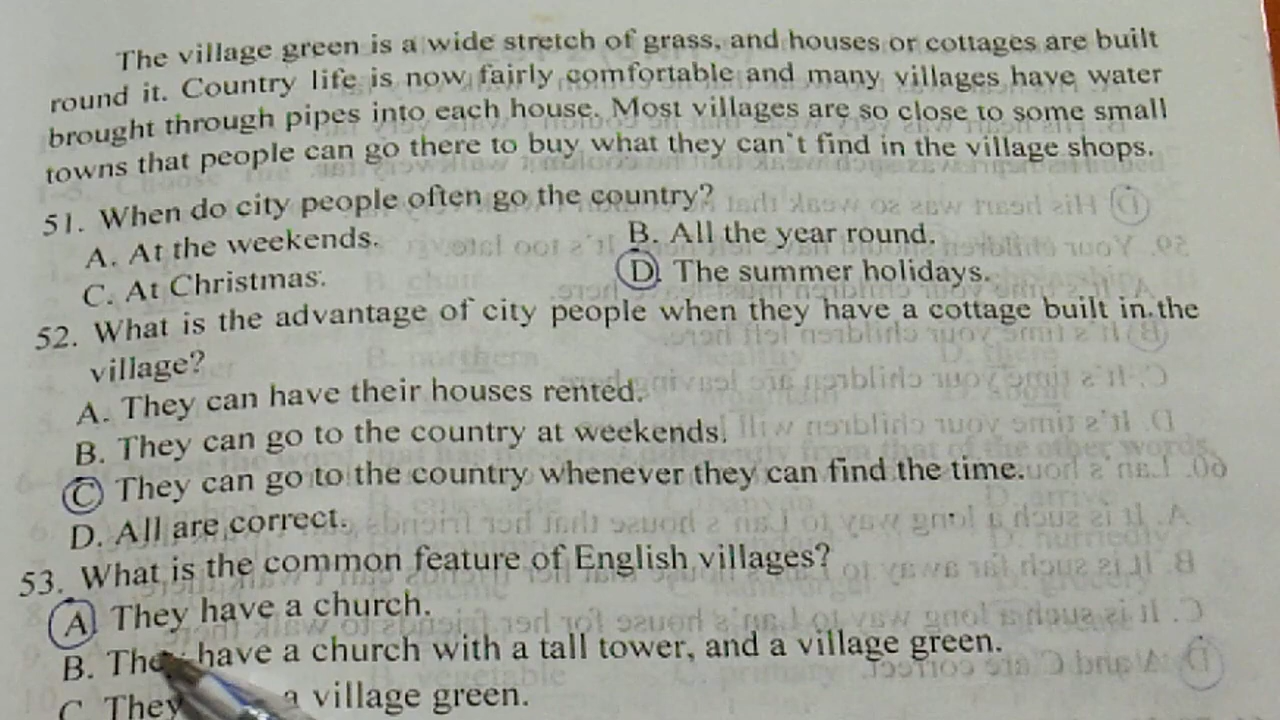 The village green is a wide stretch of grass, and houses or cottages are built
round it. Country life is now fairly comfortable and many villages have water
brought through pipes into each house. Most villages are so close to some small
towns that people can go there to buy what they can't find in the village shops.
51. When do city people often go the country?
A. At the weekends. B. All the year round.
C. At Christmas. D. The summer holidays.
52. What is the advantage of city people when they have a cottage built in the
village?
A. They can have their houses rented.
B. They can go to the country at weekends.
C They can go to the country whenever they can find the time.
D. All are correct.
53. What is the common feature of English villages?
A They have a church.
B. have a church with a tall tower, and a village green.
C They a village green.